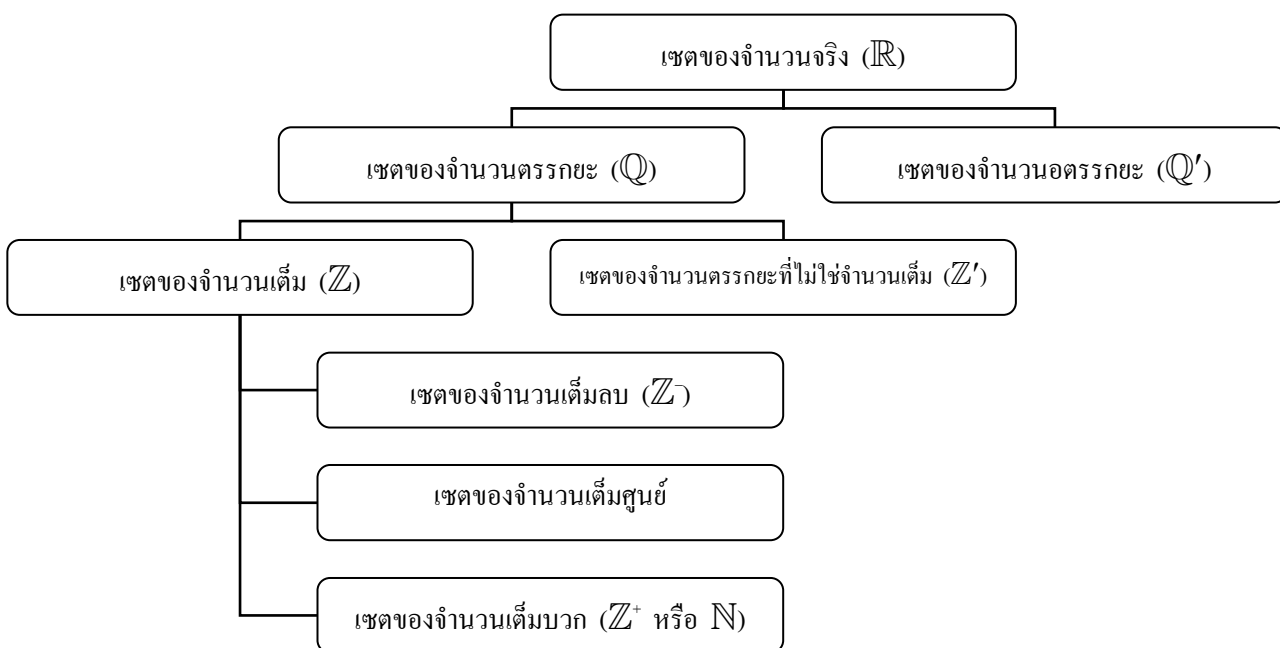 เซตของจำนวนจริง (ℝ)
เซตของจำนวนตรรกยะ (ℚ)
เซตของจำนวนอตรรกยะ (ℚ′)
เซตของจำนวนเต็ม (ℤ)
เซตของจำนวนตรรกยะที่ไม่ใช่จำนวนเต็ม (ℤ′)
เซตของจำนวนเต็มลบ (ℤ⁻)
เซตของจำนวนเต็มศูนย์
เซตของจำนวนเต็มบวก (ℤ⁺ หรือ ℕ)